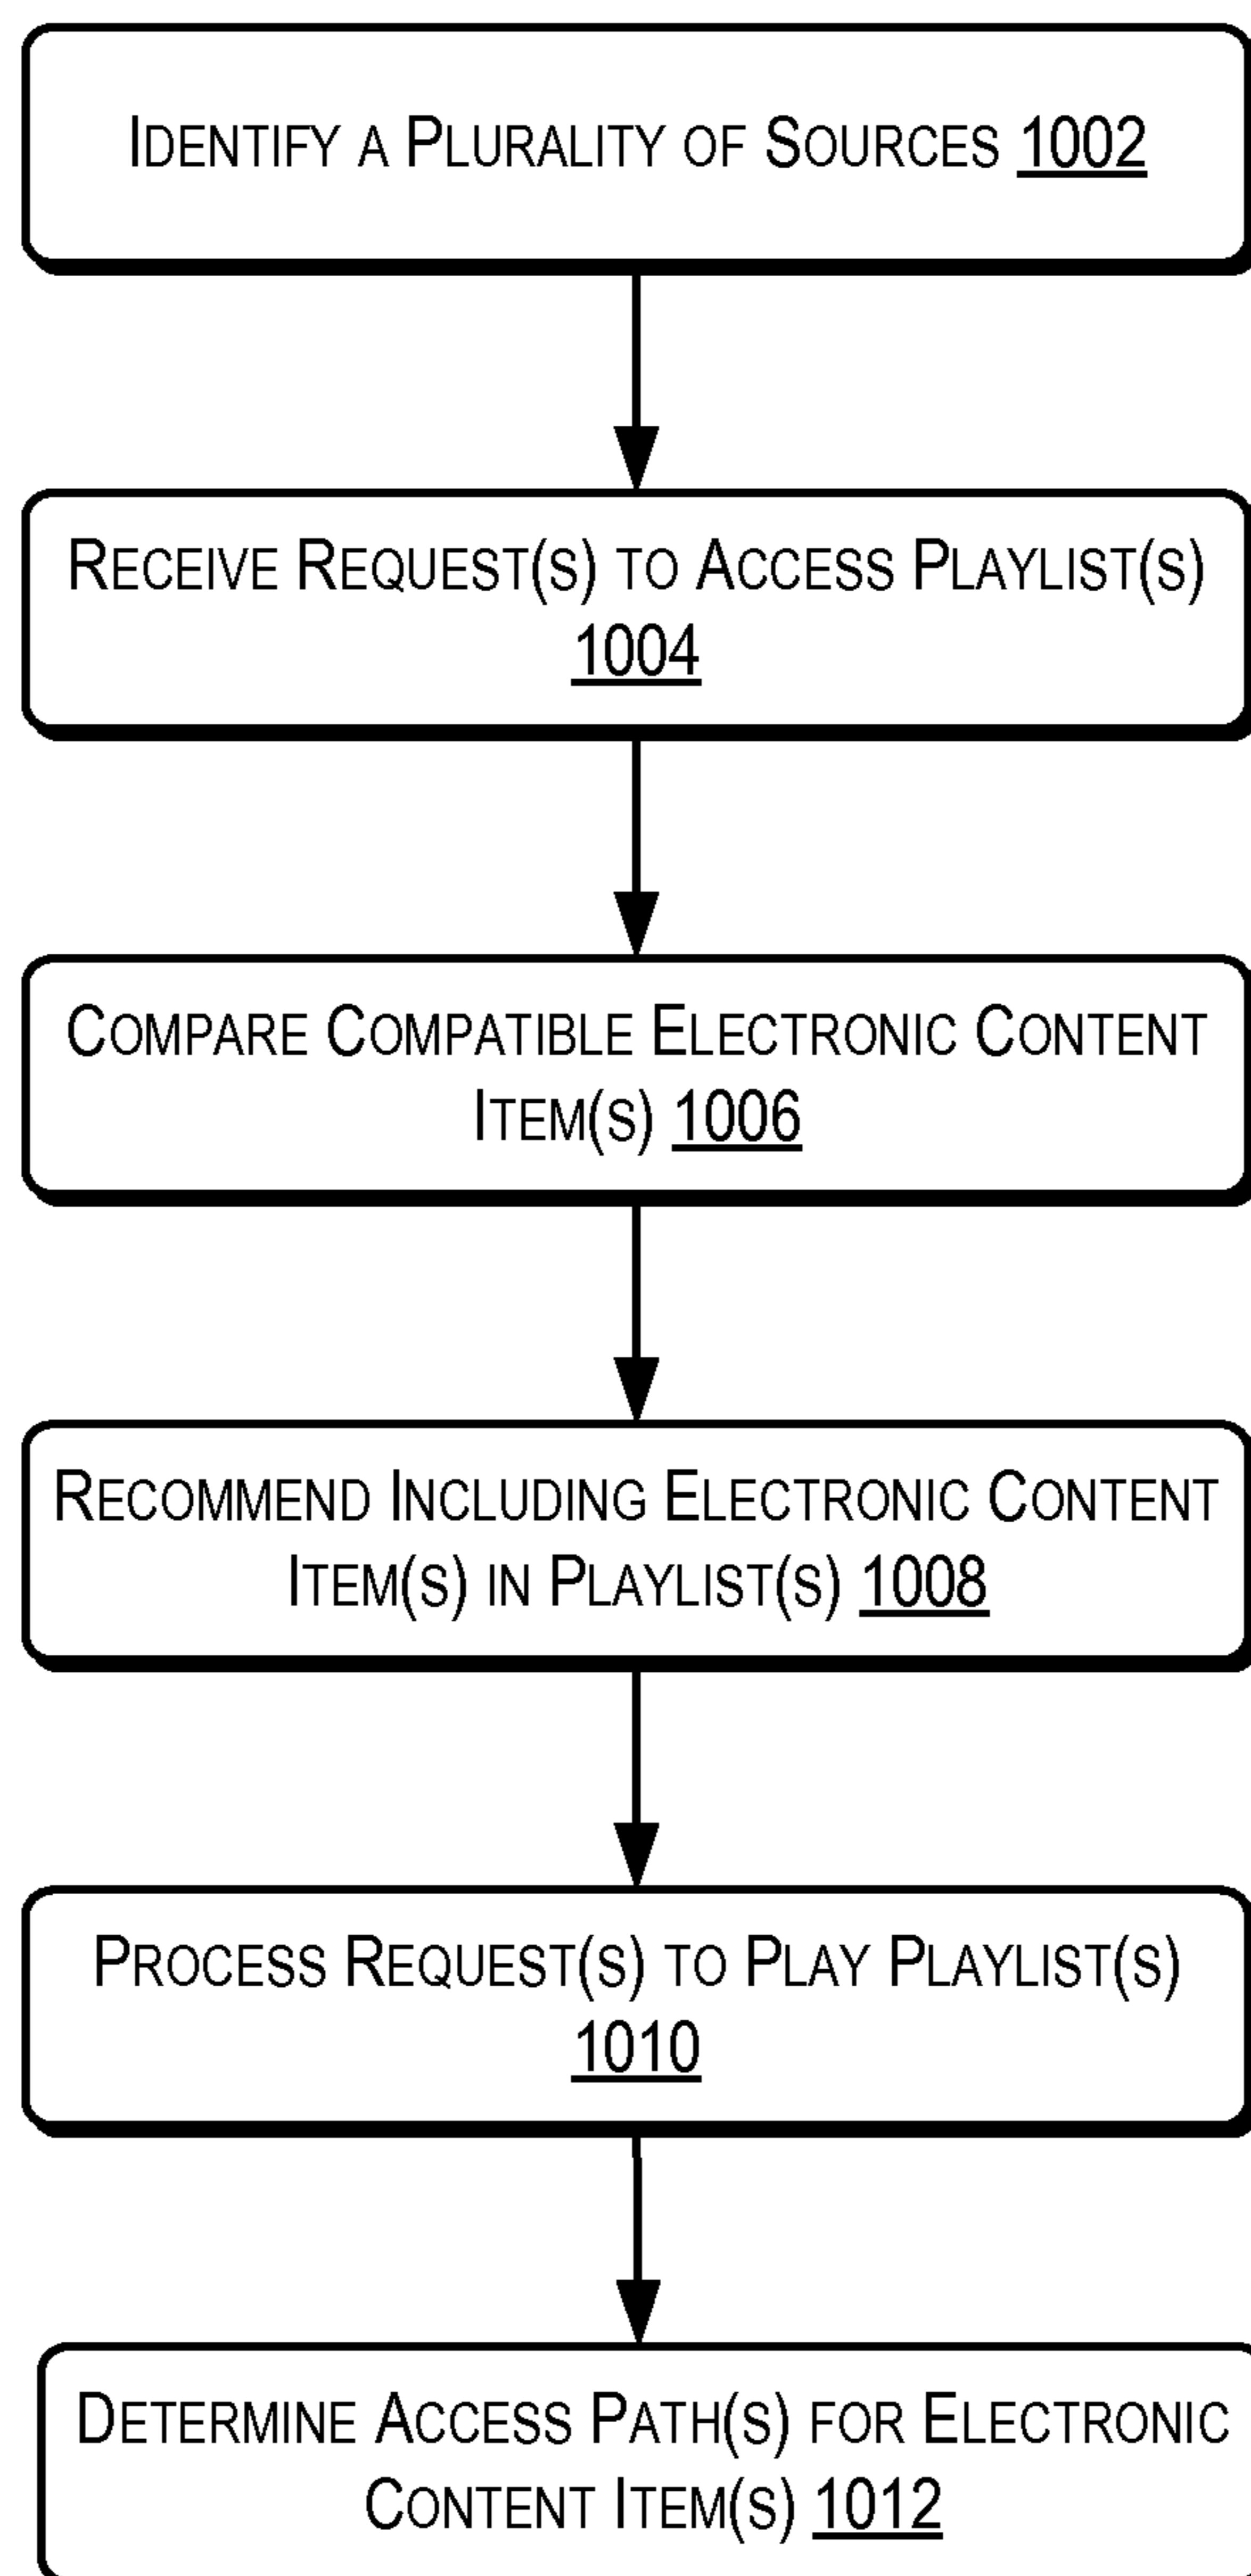 IDENTIFY A PLURALITY OF SOURCES 1002
RECEIVE REQUEST(S) TO ACCESS PLAYLIST(S)
1004
COMPARE COMPATIBLE ELECTRONIC CONTENT
ITEM(S) 1006
RECOMMEND INCLUDING ELECTRONIC CONTENT
ITEM(S) IN PLAYLIST(S) 1008
PROCESS REQUEST(S) TO PLAY PLAYLIST(S)
1010
DETERMINE ACCESS PATH(S) FOR ELECTRONIC
CONTENT ITEM(S) 1012